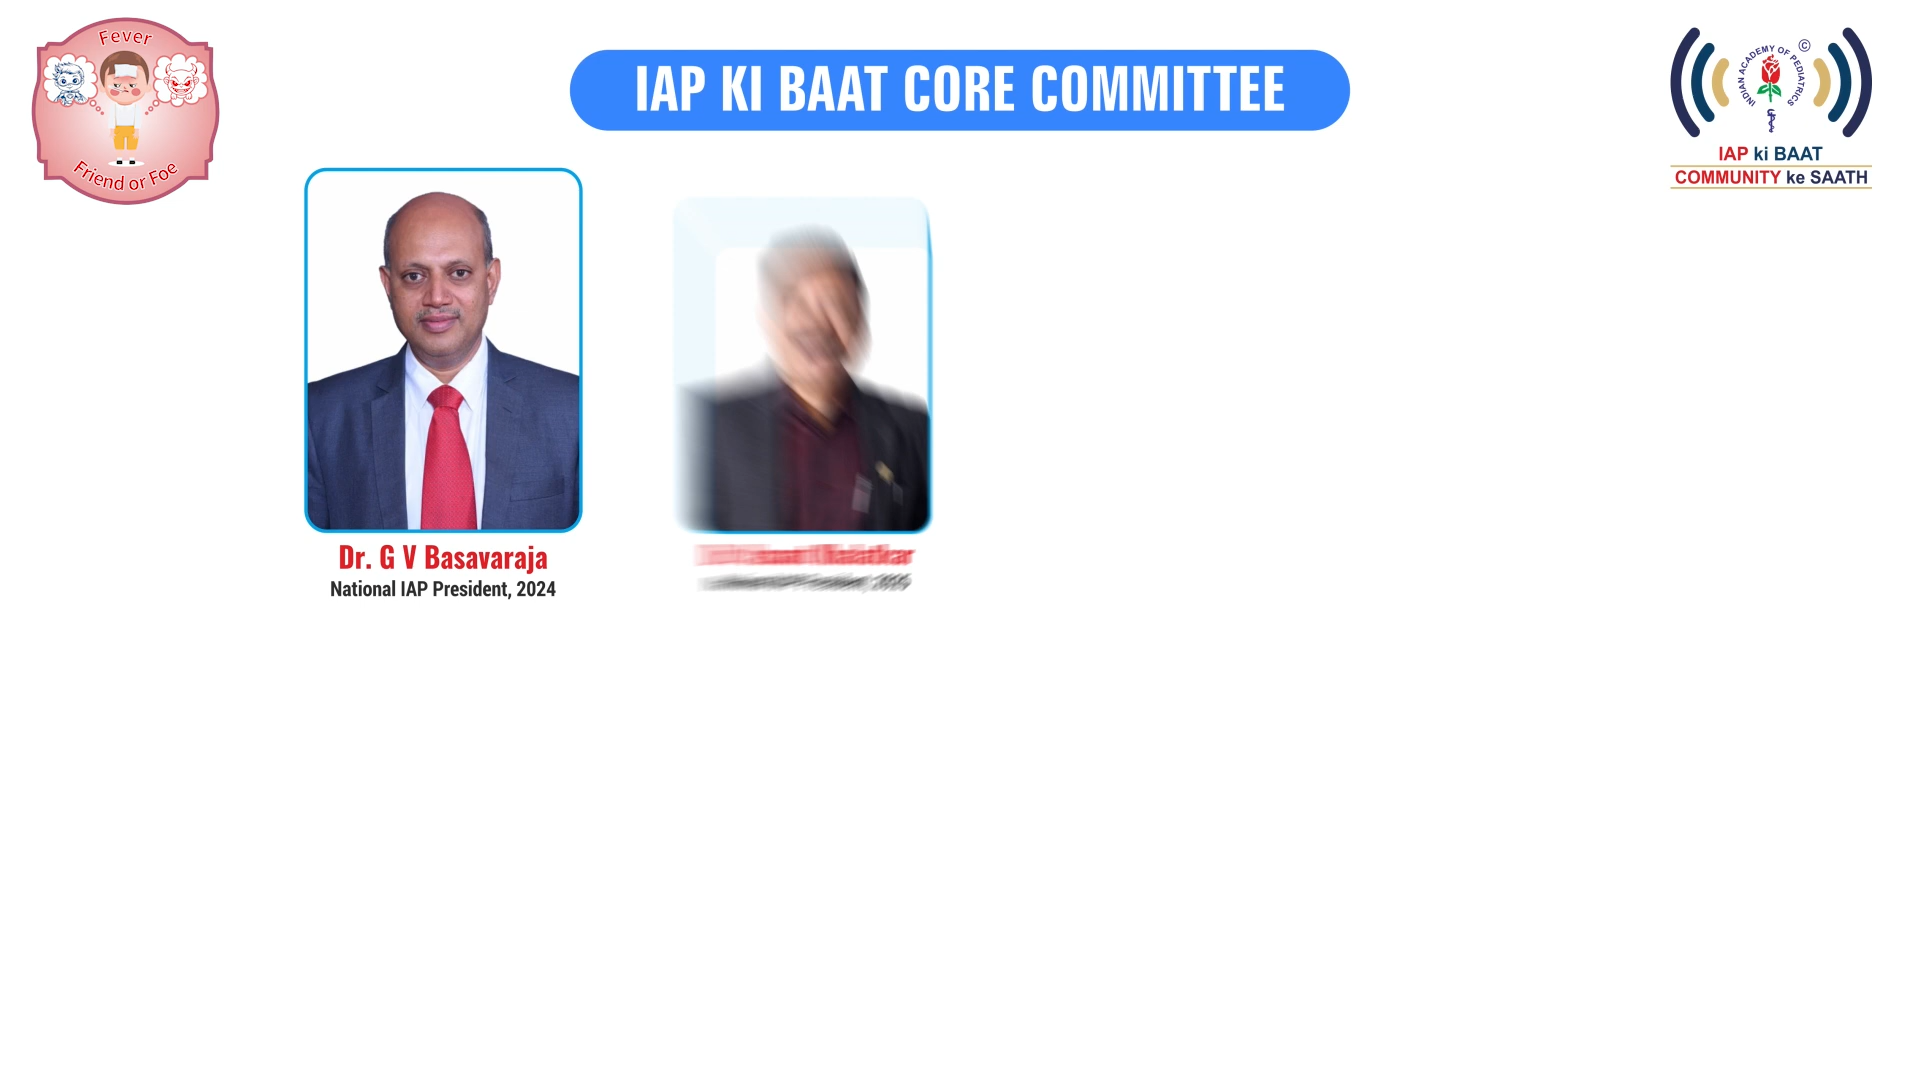 Fever
Friend or Foe
IAP KI BAAT CORE COMMITTEE
INDIAN ACADEMY OF PEDIATRICS
©
IAP ki BAAT
COMMUNITY ke SAATH
Dr. G V Basavaraja
National IAP President, 2024